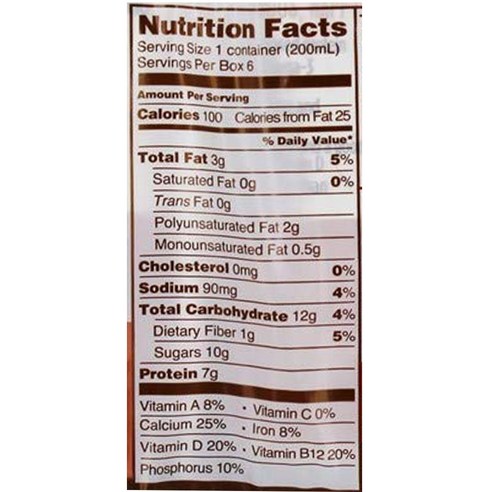 Nutrition Facts
Serving Size 1 container (200mL)
Servings Per Box 6
Amount Per Serving
Calories 100 Calories from Fat 25
% Daily Value*
Total Fat 3g 5%
Saturated Fat 0g 0%
Trans Fat 0g
Polyunsaturated Fat 2g
Monounsaturated Fat 0.5g
Cholesterol 0mg 0%
Sodium 90mg 4%
Total Carbohydrate 12g 4%
Dietary Fiber 1g 5%
Sugars 10g
Protein 7g
Vitamin A 8% • Vitamin C 0%
Calcium 25% • Iron 8%
Vitamin D 20% • Vitamin B12 20%
Phosphorus 10%